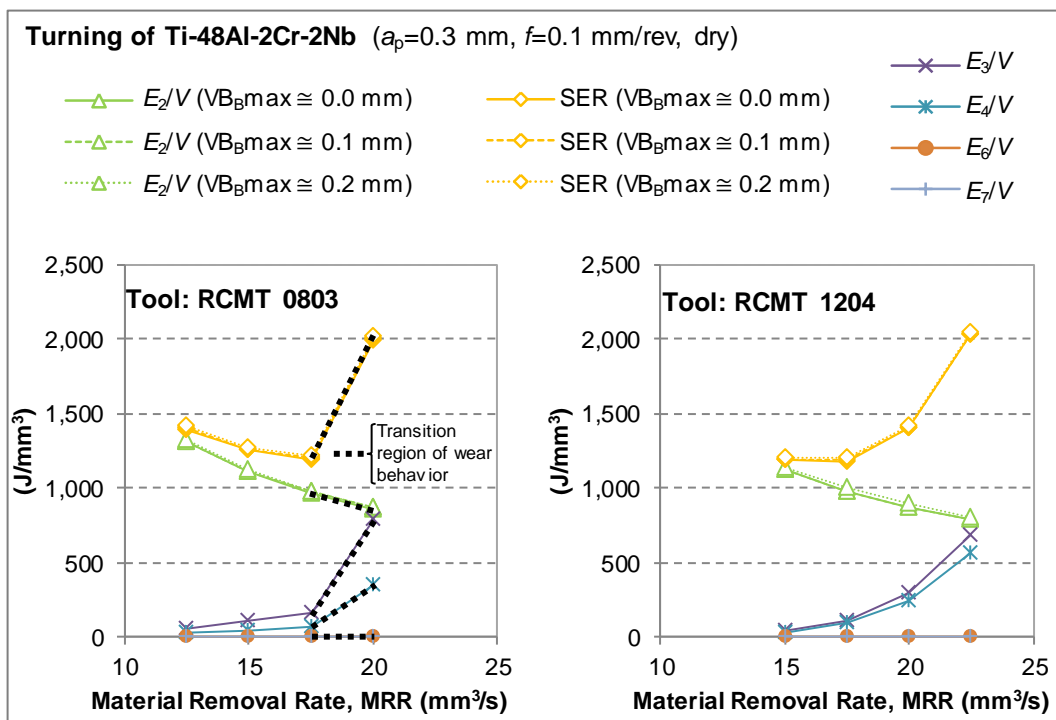 Turning of Ti-48Al-2Cr-2Nb (ap=0.3 mm, f=0.1 mm/rev, dry)
E2/V (VBBmax ≅ 0.0 mm)
E2/V (VBBmax ≅ 0.1 mm)
E2/V (VBBmax ≅ 0.2 mm)
SER (VBBmax ≅ 0.0 mm)
SER (VBBmax ≅ 0.1 mm)
SER (VBBmax ≅ 0.2 mm)
E3/V
E4/V
E6/V
E7/V
Tool: RCMT 0803
(J/mm³)
2,500
2,000
1,500
1,000
500
0
Transition
region of wear
behavior
10 15 20 25
Material Removal Rate, MRR (mm³/s)
Tool: RCMT 1204
(J/mm³)
2,500
2,000
1,500
1,000
500
0
10 15 20 25
Material Removal Rate, MRR (mm³/s)